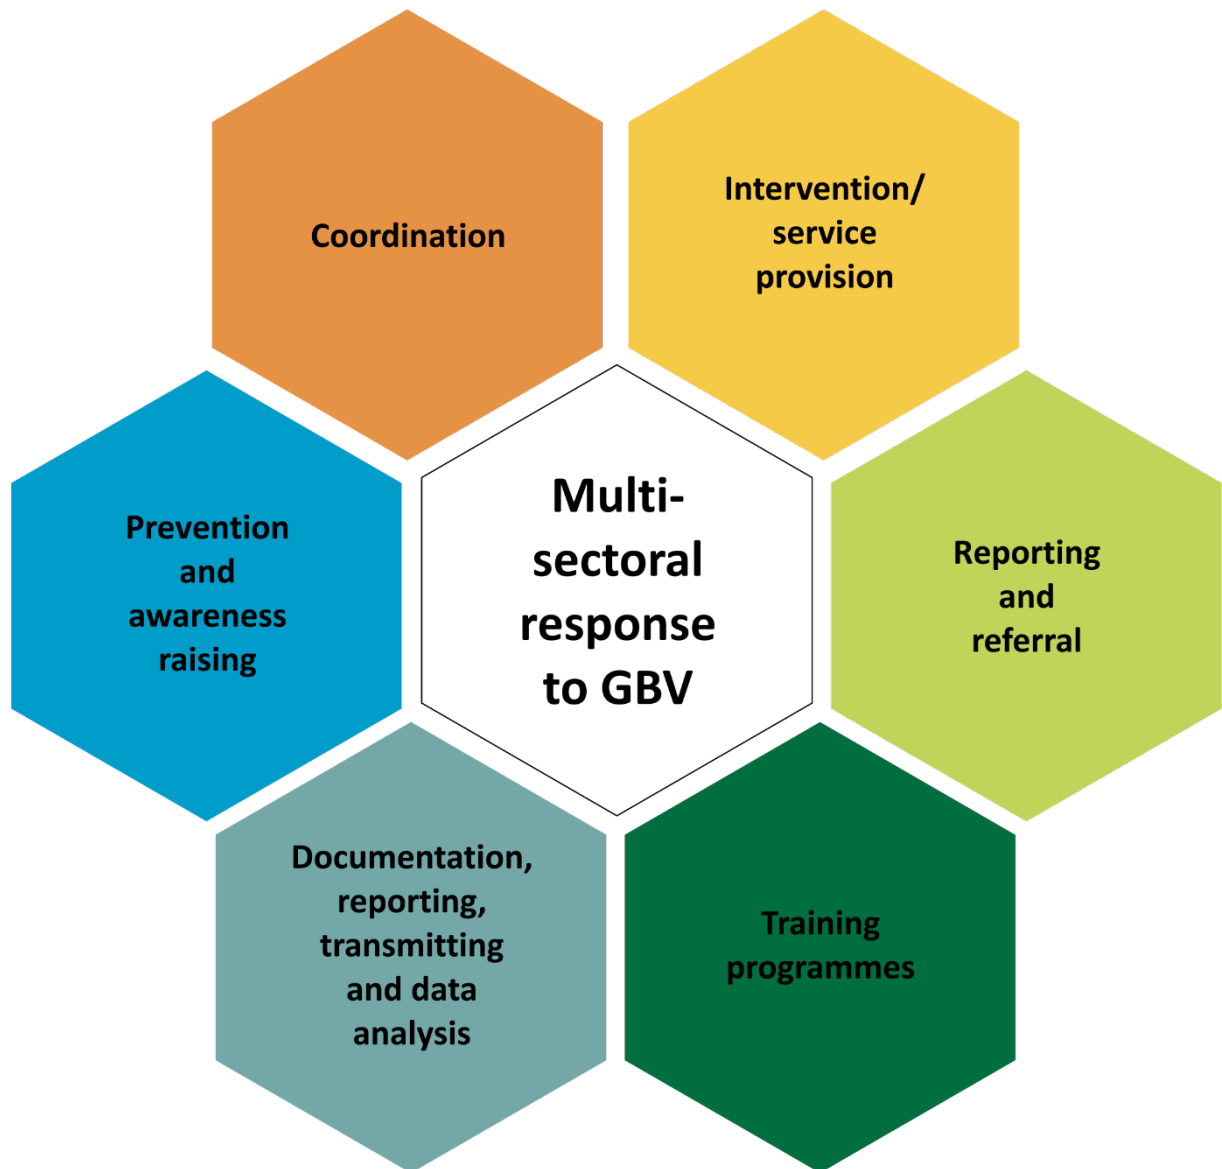 Coordination
Intervention/
service
provision
Prevention
and
awareness
raising
Multi-
sectoral
response
to GBV
Reporting
and
referral
Documentation,
reporting,
transmitting
and data
analysis
Training
programmes